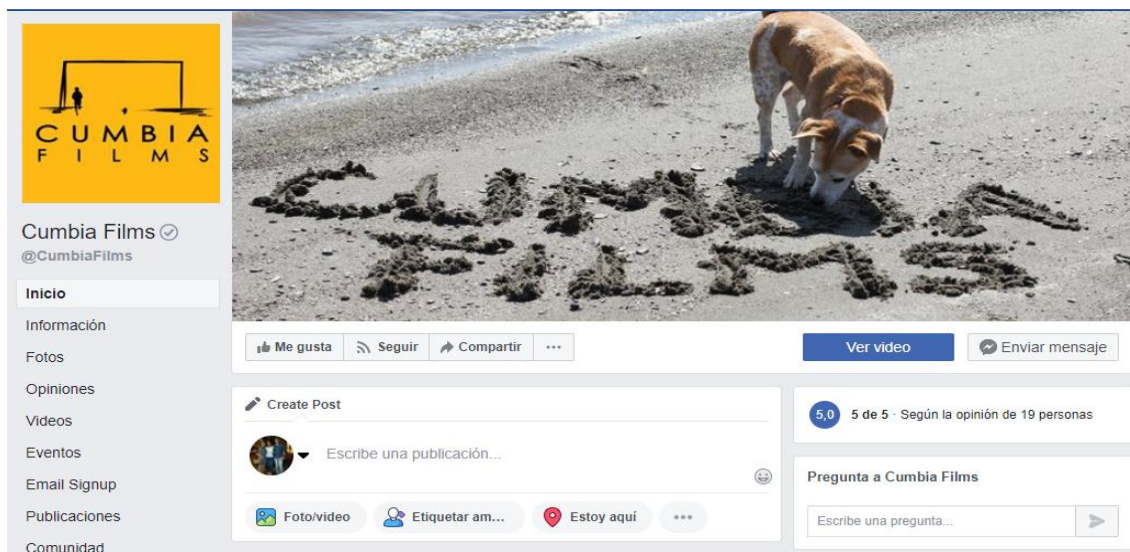 CUMBIA
FILMS
Cumbia Films
@CumbiaFilms
Inicio
Información
Fotos
Opiniones
Videos
Eventos
Email Signup
Publicaciones
Comunidad
CUMBIA
FILMS
Me gusta
Seguir
Compartir
Ver video
Enviar mensaje
Create Post
Escribe una publicación...
Foto/video
Etiquetar am...
Estoy aquí
5,0
5 de 5 · Según la opinión de 19 personas
Pregunta a Cumbia Films
Escribe una pregunta...